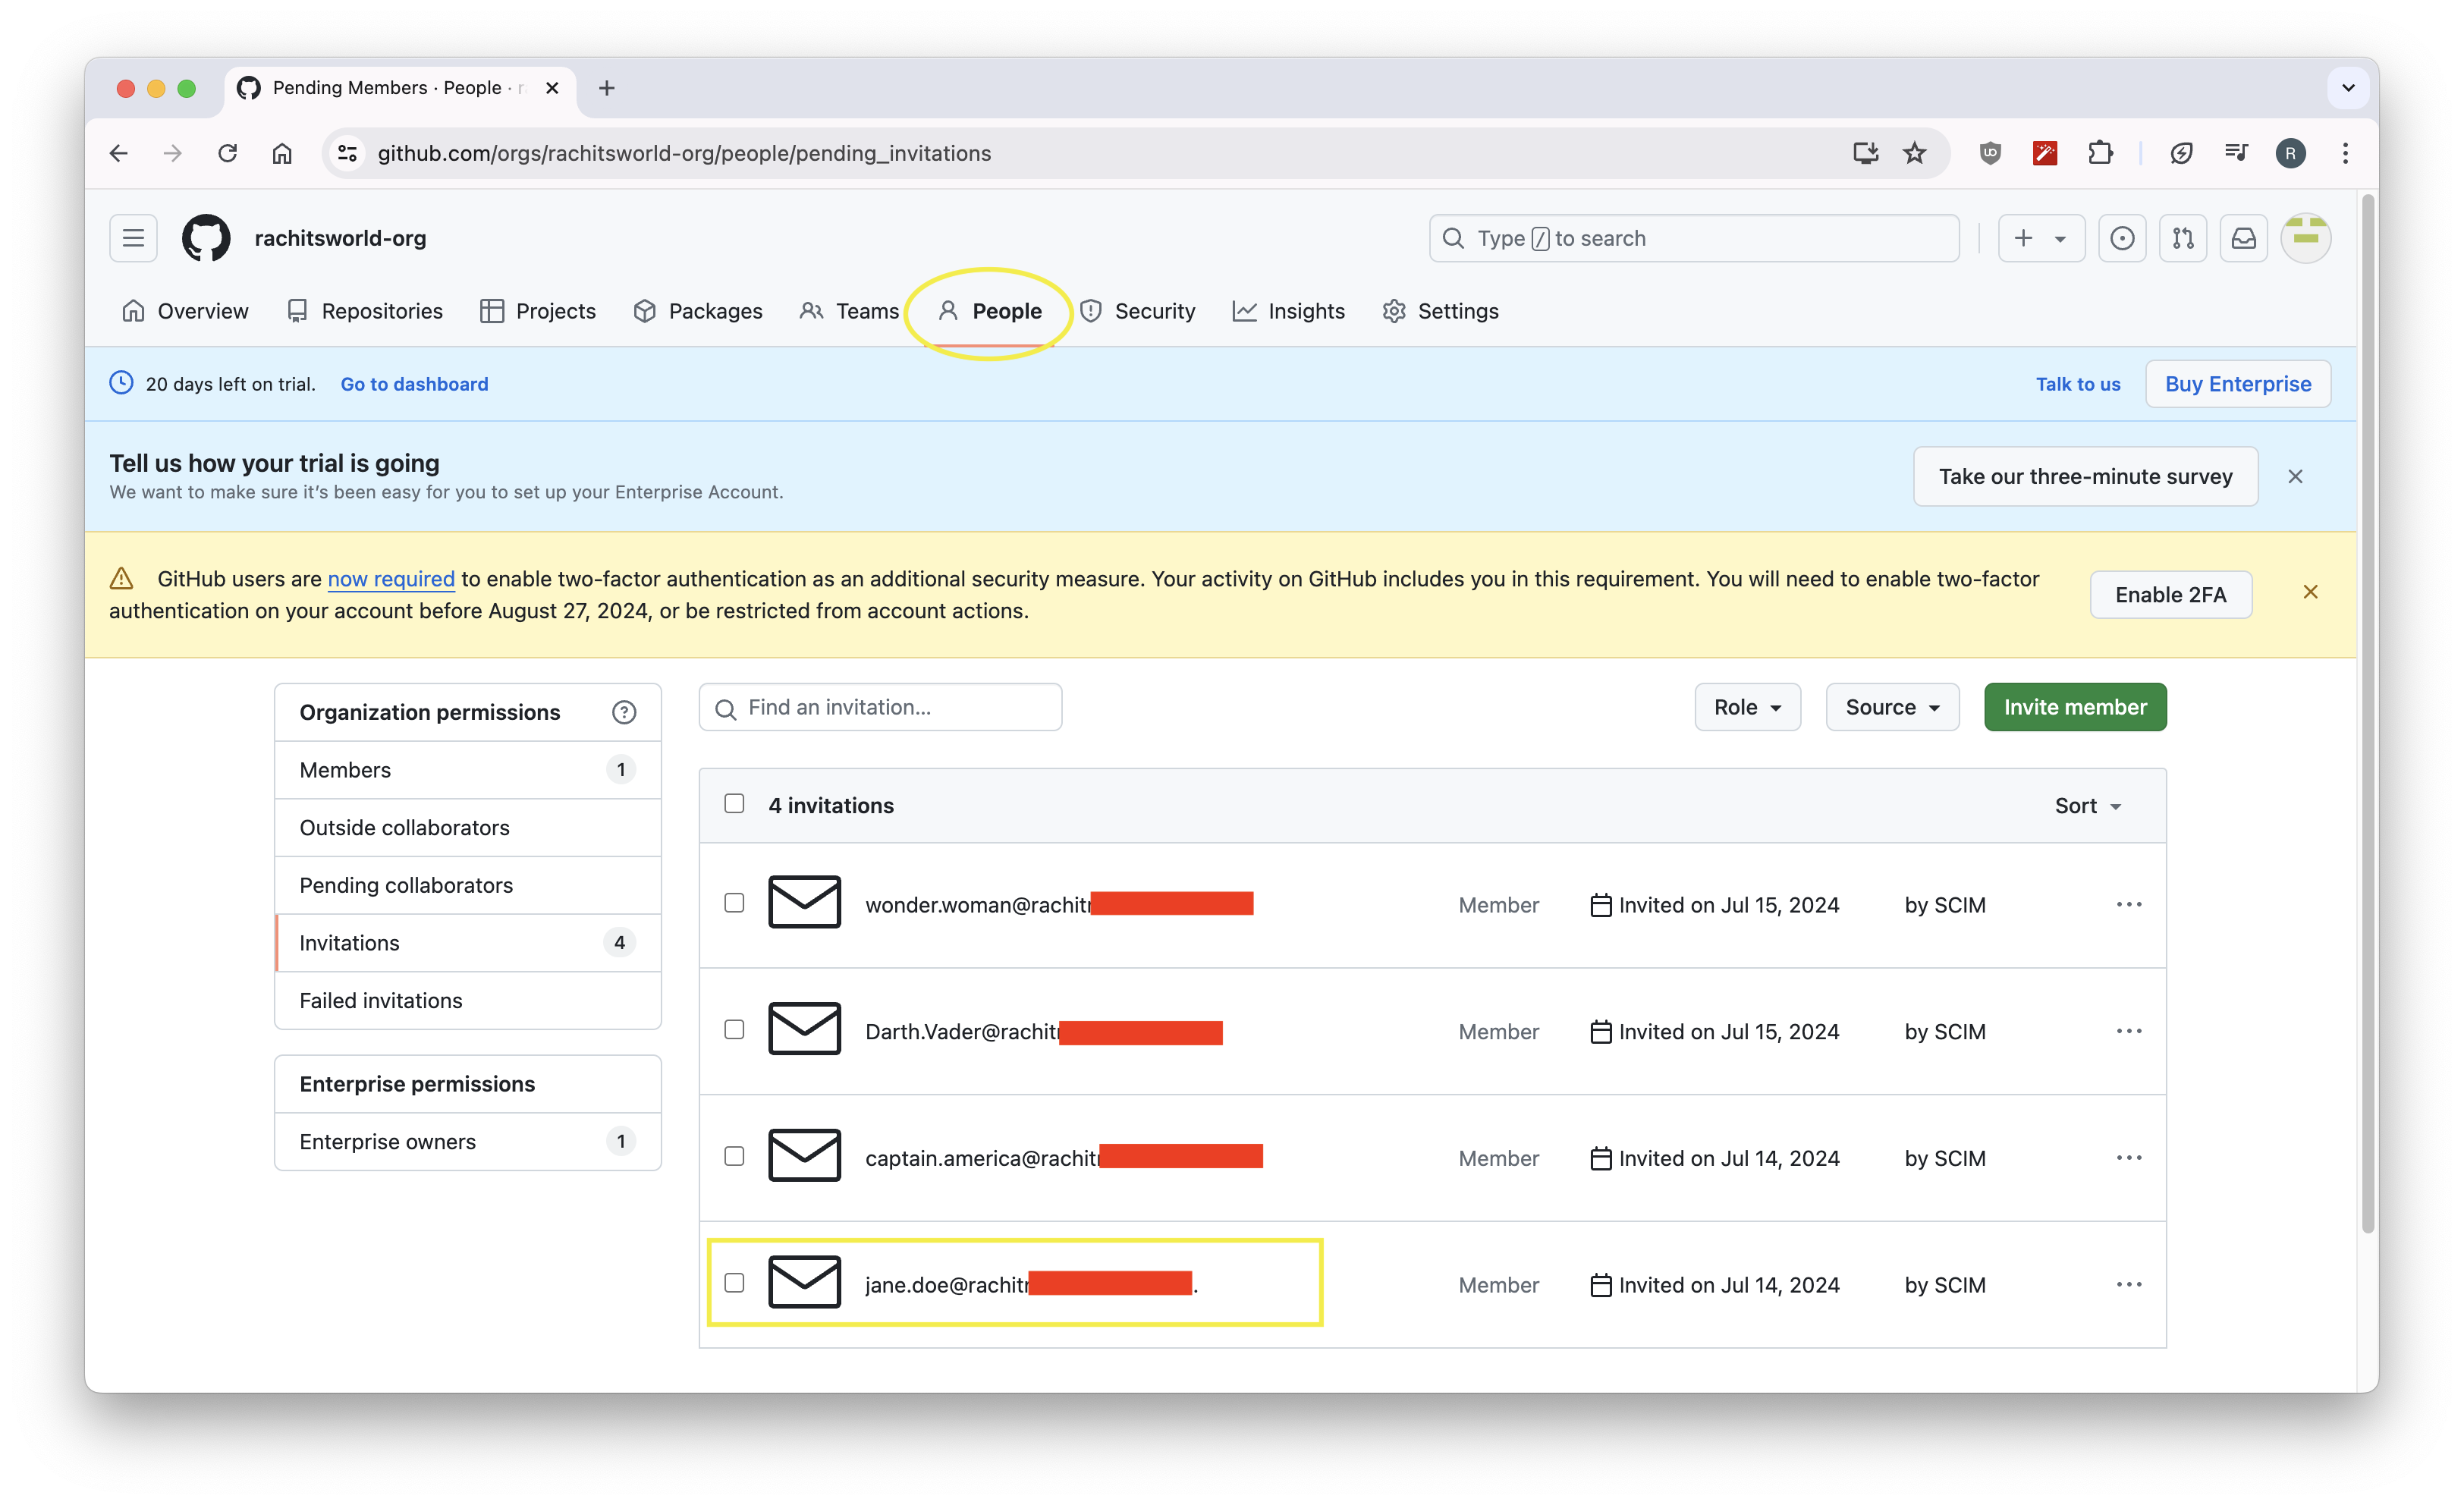 Pending Members · People · r
github.com/orgs/rachitsworld-org/people/pending_invitations
R
rachitsworld-org
Type / to search
Overview
Repositories
Projects
Packages
Teams
People
Security
Insights
Settings
20 days left on trial. Go to dashboard
Talk to us
Buy Enterprise
Tell us how your trial is going
We want to make sure it’s been easy for you to set up your Enterprise Account.
Take our three-minute survey
GitHub users are now required to enable two-factor authentication as an additional security measure. Your activity on GitHub includes you in this requirement. You will need to enable two-factor
authentication on your account before August 27, 2024, or be restricted from account actions.
Enable 2FA
Organization permissions
Members 1
Outside collaborators
Pending collaborators
Invitations 4
Failed invitations
Enterprise permissions
Enterprise owners 1
Find an invitation...
Role
Source
Invite member
4 invitations
Sort
wonder.woman@rachit Member Invited on Jul 15, 2024 by SCIM
Darth.Vader@rachit Member Invited on Jul 15, 2024 by SCIM
captain.america@rachit Member Invited on Jul 14, 2024 by SCIM
jane.doe@rachit . Member Invited on Jul 14, 2024 by SCIM